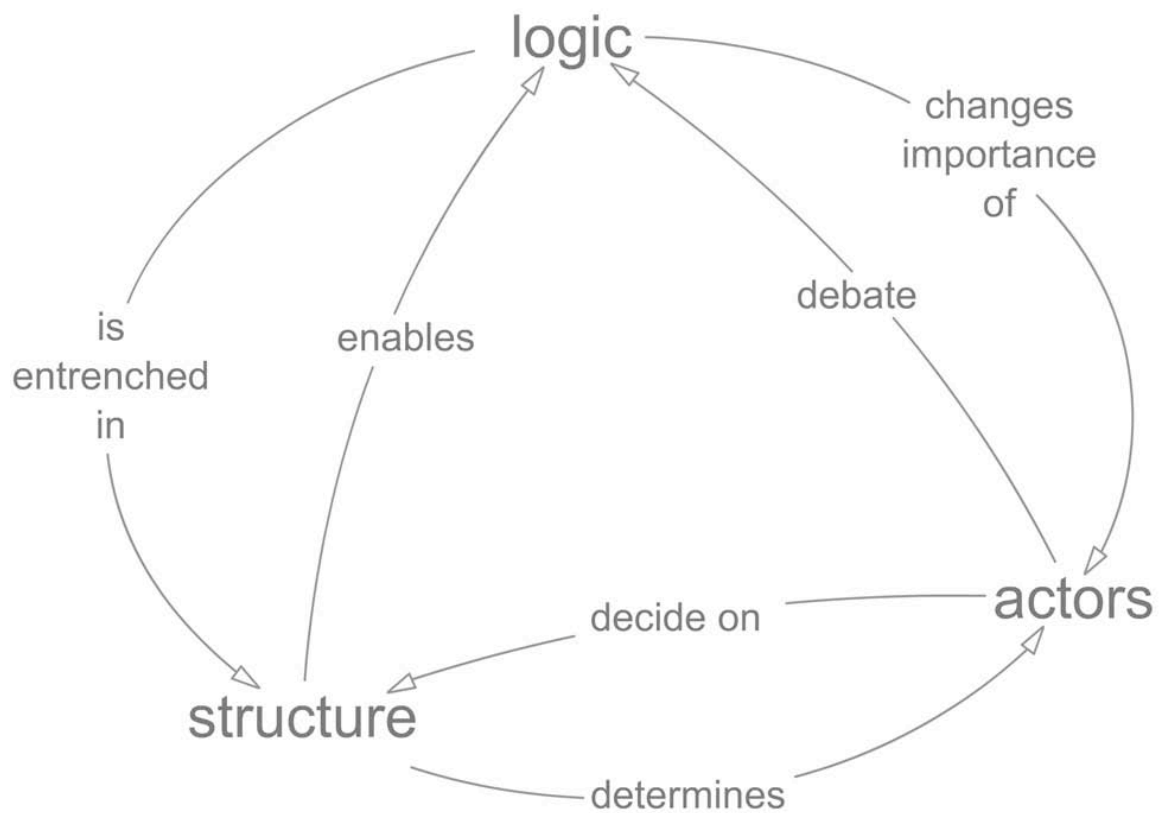 logic
changes
importance
of
debate
is
entrenched
in
enables
actors
decide on
structure
determines